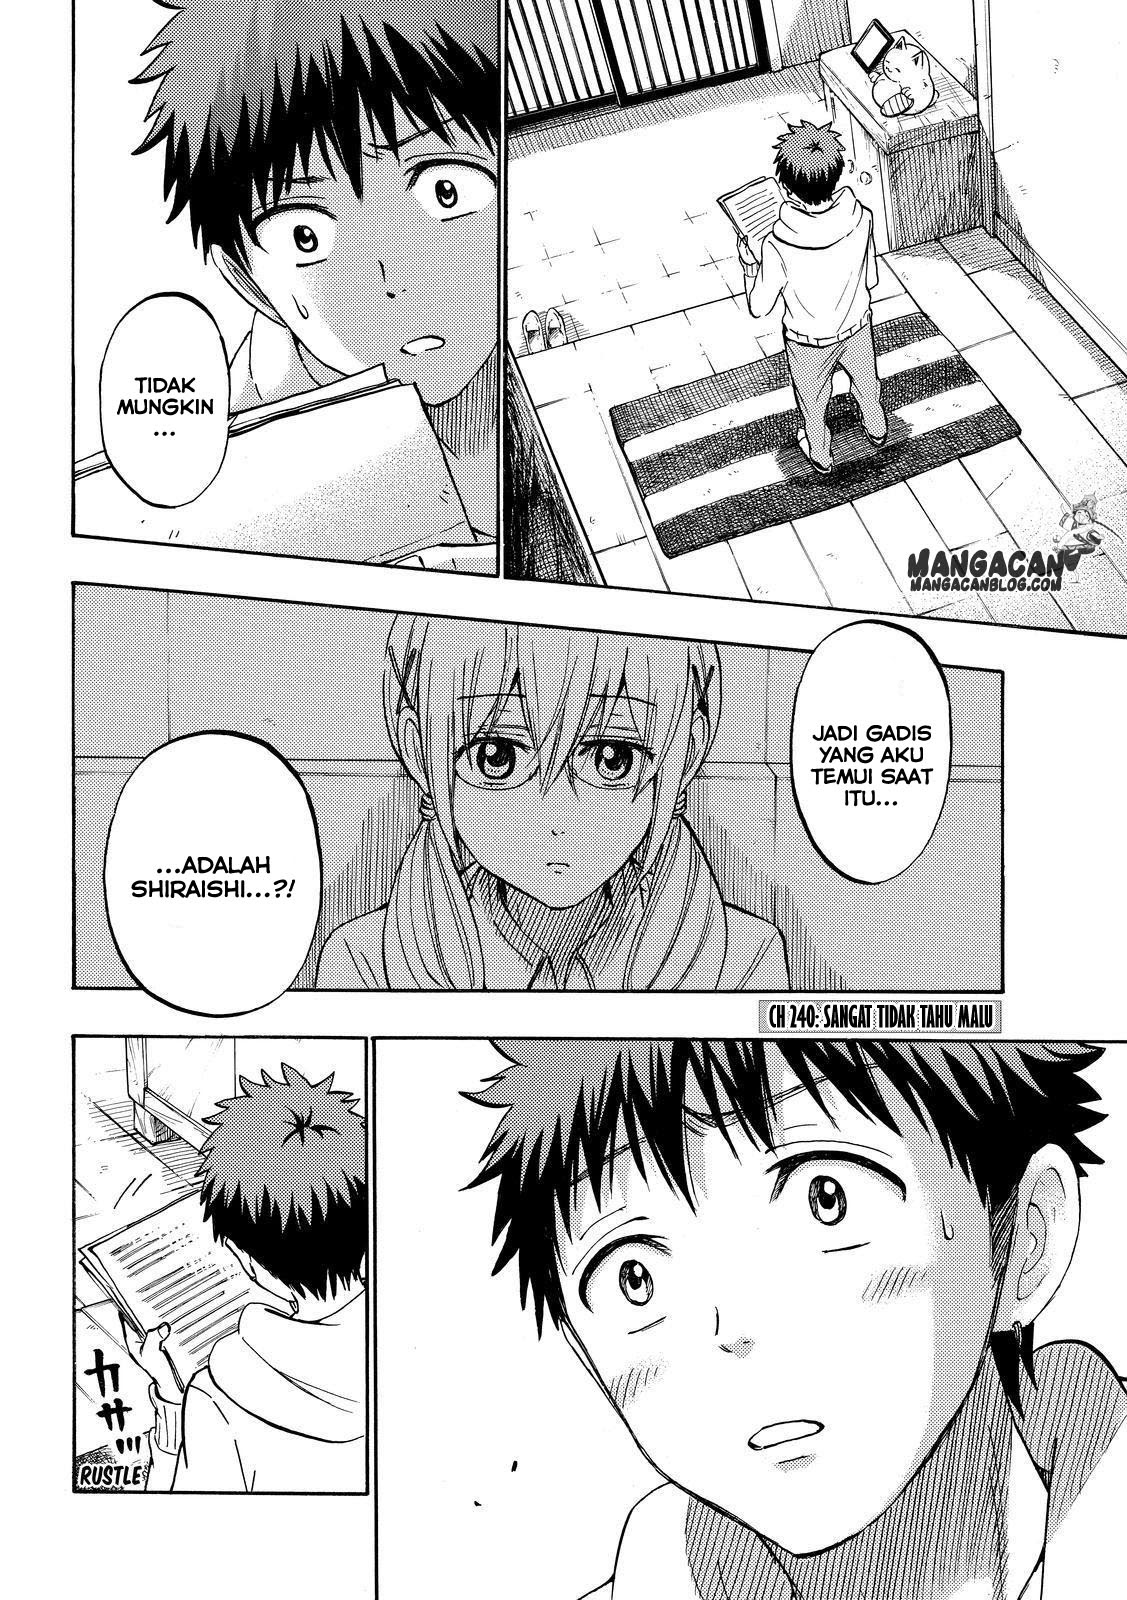 TIDAK
MUNGKIN
...
MANGACAN
MANGACANBLOG.COM
JADI GADIS
YANG AKU
TEMUI SAAT
ITU...
...ADALAH
SHIRAISHI...?!
CH 240: SANGAT TIDAK TAHU MALU
カサ
RUSTLE